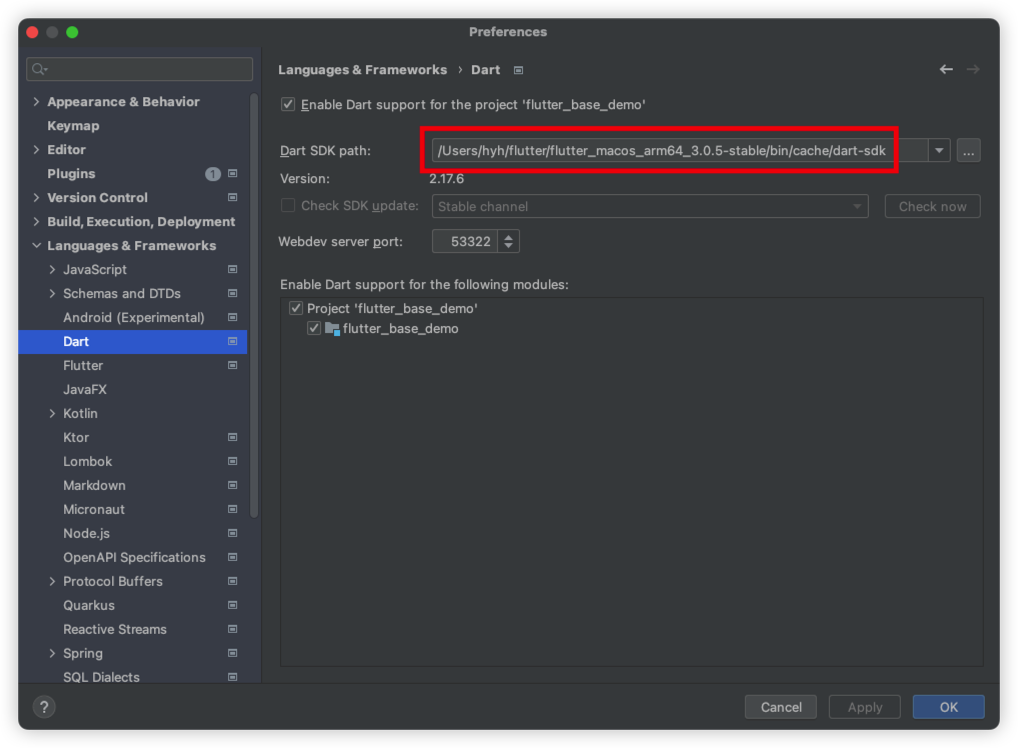 Preferences
Appearance & Behavior
Keymap
Editor
Plugins 1
Version Control
Build, Execution, Deployment
Languages & Frameworks
JavaScript
Schemas and DTDs
Android (Experimental)
Dart
Flutter
JavaFX
Kotlin
Ktor
Lombok
Markdown
Micronaut
Node.js
OpenAPI Specifications
Protocol Buffers
Quarkus
Reactive Streams
Spring
SQL Dialects
Languages & Frameworks › Dart
Enable Dart support for the project 'flutter_base_demo'
Dart SDK path: /Users/hyh/flutter/flutter_macos_arm64_3.0.5-stable/bin/cache/dart-sdk ...
Version: 2.17.6
Check SDK update: Stable channel Check now
Webdev server port: 53322
Enable Dart support for the following modules:
Project 'flutter_base_demo'
flutter_base_demo
? Cancel Apply OK